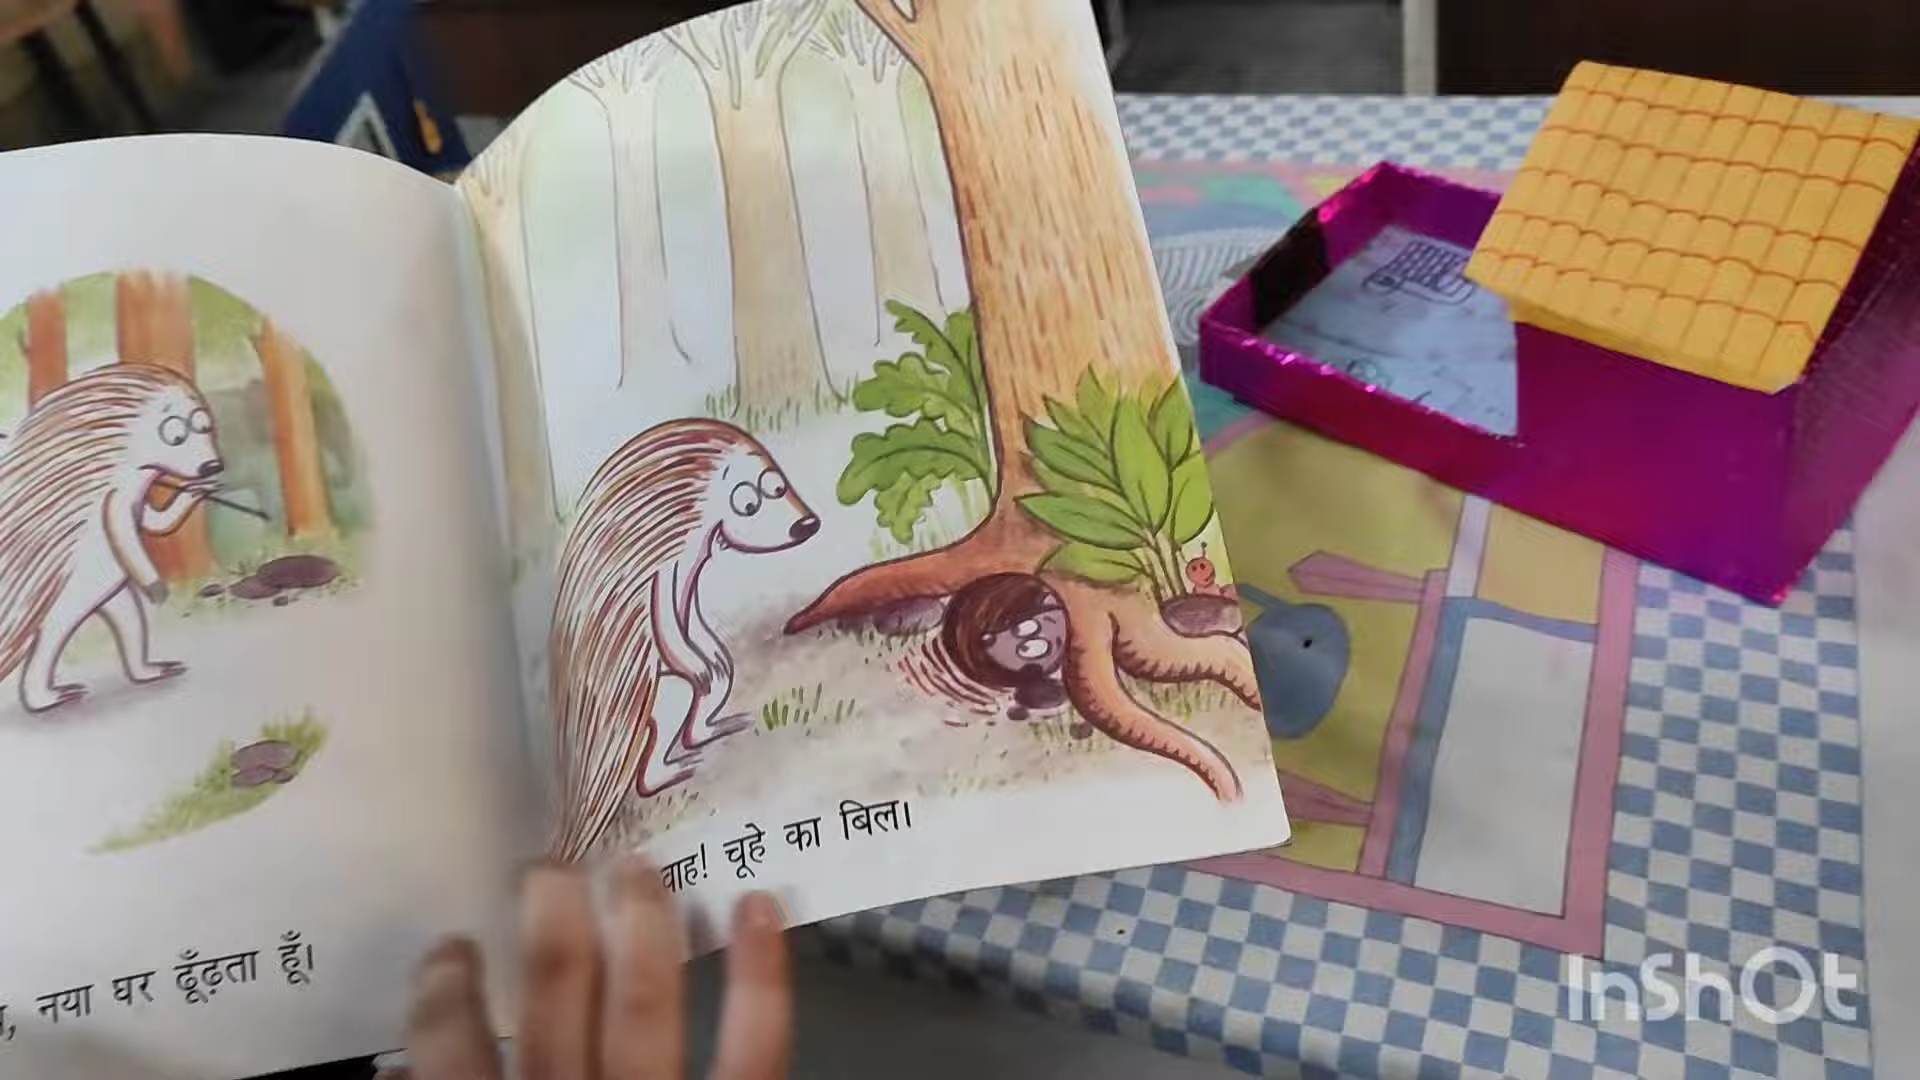 नया घर ढूँढ़ता हूँ।
वाह! चूहे का बिल।
InShOt